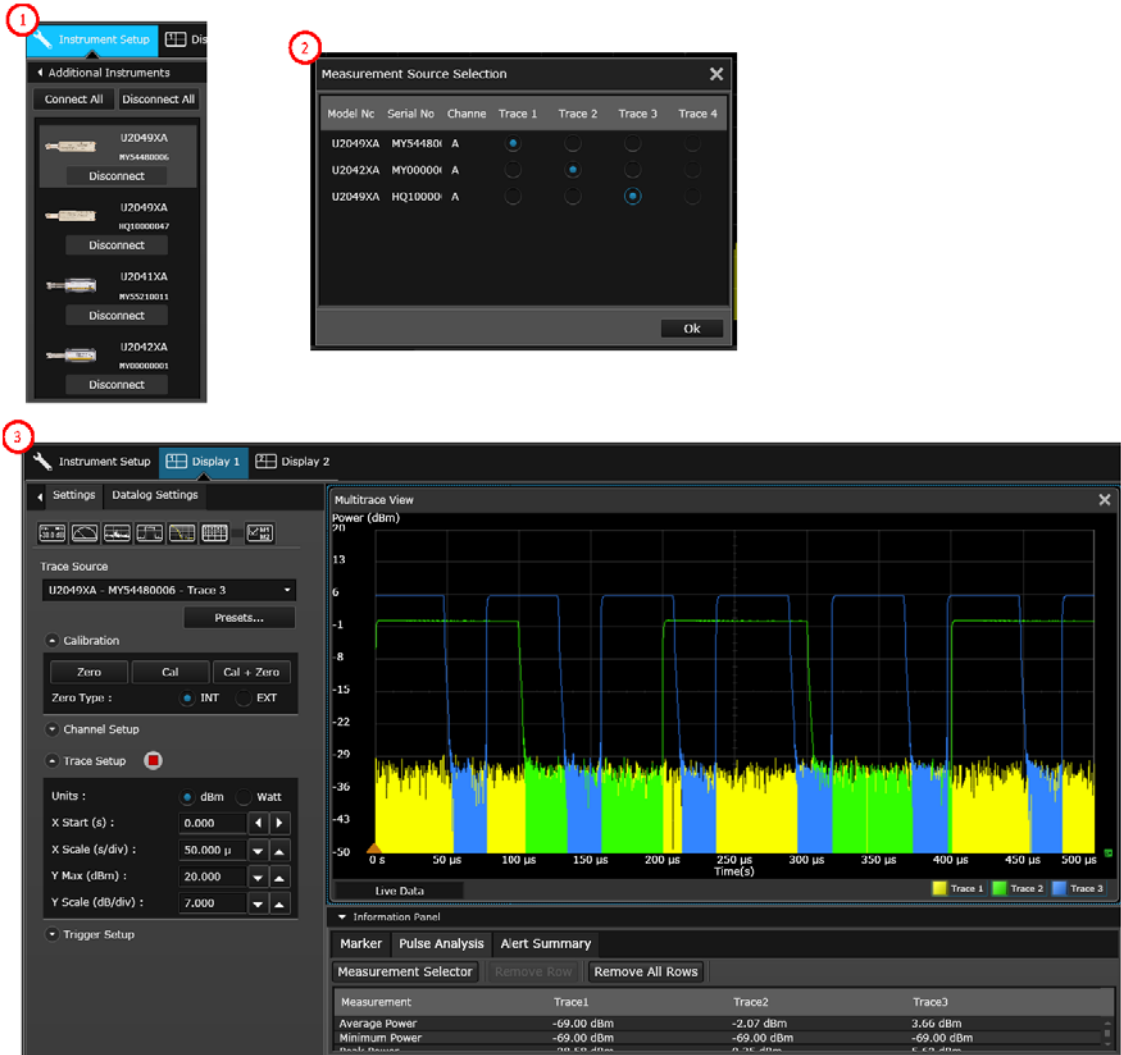 1
Instrument Setup Dis
Additional Instruments
Connect All Disconnect All
U2049XA
MY54480006
Disconnect
U2049XA
HQ10000047
Disconnect
U2041XA
MY55210011
Disconnect
U2042XA
MY00000001
Disconnect
2
Measurement Source Selection
Model Nc Serial No Channe Trace 1 Trace 2 Trace 3 Trace 4
U2049XA MY54480( A
U2042XA MY00000( A
U2049XA HQ10000 A
Ok
3
Instrument Setup Display 1 Display 2
Settings Datalog Settings
Trace Source
U2049XA - MY54480006 - Trace 3
Presets...
Calibration
Zero Cal Cal + Zero
Zero Type : INT EXT
Channel Setup
Trace Setup
Units : dBm Watt
X Start (s) : 0.000
X Scale (s/div) : 50.000 µ
Y Max (dBm) : 20.000
Y Scale (dB/div) : 7.000
Trigger Setup
Multitrace View
Power (dBm)
20
13
6
-1
-8
-15
-22
-29
-36
-43
-50
0 s 50 µs 100 µs 150 µs 200 µs 250 µs 300 µs 350 µs 400 µs 450 µs 500 µs
Time(s)
Live Data Trace 1 Trace 2 Trace 3
Information Panel
Marker Pulse Analysis Alert Summary
Measurement Selector Remove Row Remove All Rows
Measurement Trace1 Trace2 Trace3
Average Power -69.00 dBm -2.07 dBm 3.66 dBm
Minimum Power -69.00 dBm -69.00 dBm -69.00 dBm